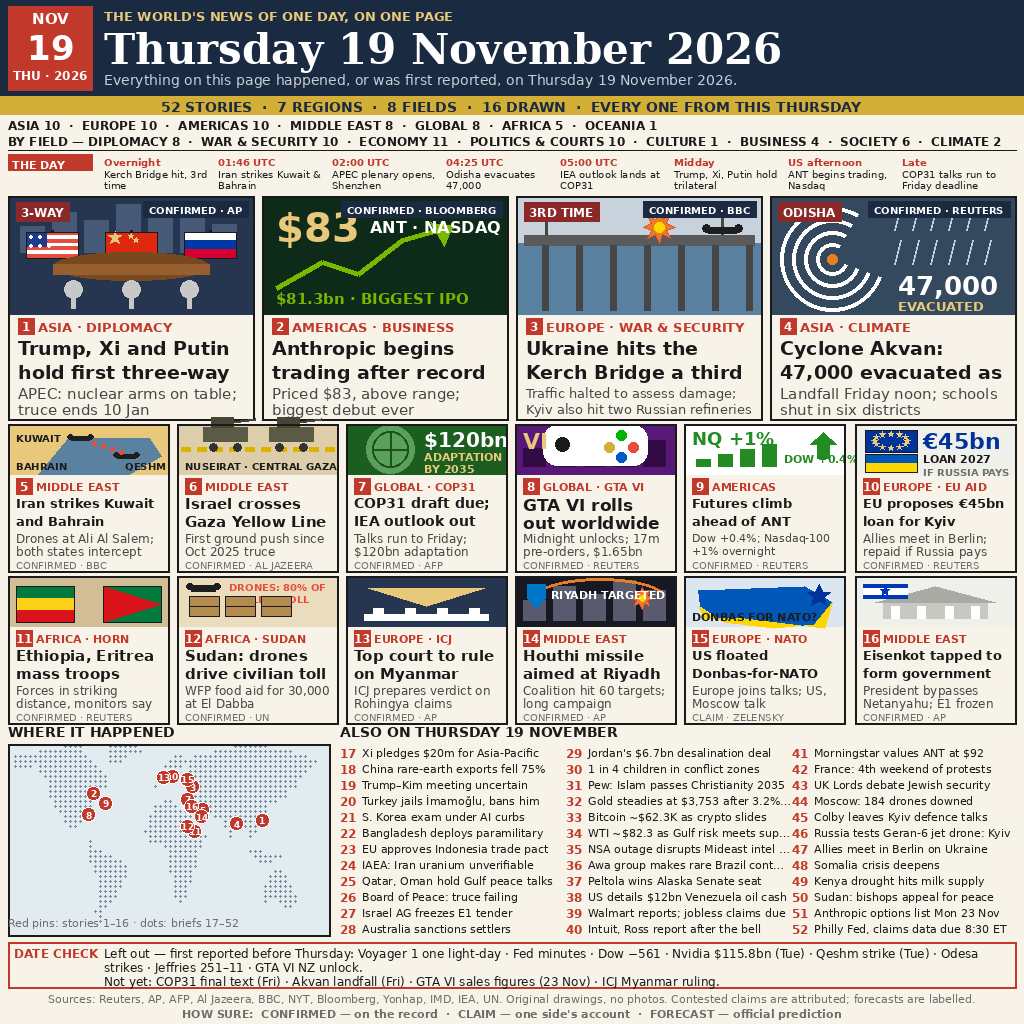 NOV
19
THU · 2026
THE WORLD'S NEWS OF ONE DAY, ON ONE PAGE
Thursday 19 November 2026
Everything on this page happened, or was first reported, on Thursday 19 November 2026.
52 STORIES · 7 REGIONS · 8 FIELDS · 16 DRAWN · EVERY ONE FROM THIS THURSDAY
ASIA 10 · EUROPE 10 · AMERICAS 10 · MIDDLE EAST 8 · GLOBAL 8 · AFRICA 5 · OCEANIA 1
BY FIELD — DIPLOMACY 8 · WAR & SECURITY 10 · ECONOMY 11 · POLITICS & COURTS 10 · CULTURE 1 · BUSINESS 4 · SOCIETY 6 · CLIMATE 2
THE DAY
Overnight
Kerch Bridge hit, 3rd
time
01:46 UTC
Iran strikes Kuwait &
Bahrain
02:00 UTC
APEC plenary opens,
Shenzhen
04:25 UTC
Odisha evacuates
47,000
05:00 UTC
IEA outlook lands at
COP31
Midday
Trump, Xi, Putin hold
trilateral
US afternoon
ANT begins trading,
Nasdaq
Late
COP31 talks run to
Friday deadline
3-WAY
CONFIRMED · AP
1 ASIA · DIPLOMACY
Trump, Xi and Putin
hold first three-way
APEC: nuclear arms on table;
truce ends 10 Jan
$83
CONFIRMED · BLOOMBERG
ANT · NASDAQ
$81.3bn · BIGGEST IPO
2 AMERICAS · BUSINESS
Anthropic begins
trading after record
Priced $83, above range;
biggest debut ever
3RD TIME
CONFIRMED · BBC
3 EUROPE · WAR & SECURITY
Ukraine hits the
Kerch Bridge a third
Traffic halted to assess damage;
Kyiv also hit two Russian refineries
ODISHA
CONFIRMED · REUTERS
47,000
EVACUATED
4 ASIA · CLIMATE
Cyclone Akvan:
47,000 evacuated as
Landfall Friday noon; schools
shut in six districts
KUWAIT
BAHRAIN
QESHM
5 MIDDLE EAST
Iran strikes Kuwait
and Bahrain
Drones at Ali Al Salem;
both states intercept
CONFIRMED · BBC
NUSEIRAT · CENTRAL GAZA
6 MIDDLE EAST
Israel crosses
Gaza Yellow Line
First ground push since
Oct 2025 truce
CONFIRMED · AL JAZEERA
$120bn
ADAPTATION
BY 2035
7 GLOBAL · COP31
COP31 draft due;
IEA outlook out
Talks run to Friday;
$120bn adaptation
CONFIRMED · AFP
VI
8 GLOBAL · GTA VI
GTA VI rolls
out worldwide
Midnight unlocks; 17m
pre-orders, $1.65bn
CONFIRMED · REUTERS
NQ +1%
DOW +0.4%
9 AMERICAS
Futures climb
ahead of ANT
Dow +0.4%; Nasdaq-100
+1% overnight
CONFIRMED · REUTERS
€45bn
LOAN 2027
IF RUSSIA PAYS
10 EUROPE · EU AID
EU proposes €45bn
loan for Kyiv
Allies meet in Berlin;
repaid if Russia pays
CONFIRMED · REUTERS
11 AFRICA · HORN
Ethiopia, Eritrea
mass troops
Forces in striking
distance, monitors say
CONFIRMED · REUTERS
DRONES: 80% OF
12 AFRICA · SUDAN
Sudan: drones
drive civilian toll
WFP food aid for 30,000
at El Dabba
CONFIRMED · UN
13 EUROPE · ICJ
Top court to rule
on Myanmar
ICJ prepares verdict on
Rohingya claims
CONFIRMED · AP
RIYADH TARGETED
14 MIDDLE EAST
Houthi missile
aimed at Riyadh
Coalition hit 60 targets;
long campaign
CONFIRMED · AP
DONBAS FOR NATO?
15 EUROPE · NATO
US floated
Donbas-for-NATO
Europe joins talks; US,
Moscow talk
CLAIM · ZELENSKY
16 MIDDLE EAST
Eisenkot tapped to
form government
President bypasses
Netanyahu; E1 frozen
CONFIRMED · AP
WHERE IT HAPPENED
2
9
8
4
1
14
Red pins: stories 1–16 · dots: briefs 17–52
ALSO ON THURSDAY 19 NOVEMBER
17 Xi pledges $20m for Asia-Pacific
18 China rare-earth exports fell 75%
19 Trump–Kim meeting uncertain
20 Turkey jails İmamoğlu, bans him
21 S. Korea exam under AI curbs
22 Bangladesh deploys paramilitary
23 EU approves Indonesia trade pact
24 IAEA: Iran uranium unverifiable
25 Qatar, Oman hold Gulf peace talks
26 Board of Peace: truce failing
27 Israel AG freezes E1 tender
28 Australia sanctions settlers
29 Jordan's $6.7bn desalination deal
30 1 in 4 children in conflict zones
31 Pew: Islam passes Christianity 2035
32 Gold steadies at $3,753 after 3.2%...
33 Bitcoin ~$62.3K as crypto slides
34 WTI ~$82.3 as Gulf risk meets sup...
35 NSA outage disrupts Mideast intel ...
36 Awa group makes rare Brazil cont...
37 Peltola wins Alaska Senate seat
38 US details $12bn Venezuela oil cash
39 Walmart reports; jobless claims due
40 Intuit, Ross report after the bell
41 Morningstar values ANT at $92
42 France: 4th weekend of protests
43 UK Lords debate Jewish security
44 Moscow: 184 drones downed
45 Colby leaves Kyiv defence talks
46 Russia tests Geran-6 jet drone: Kyiv
47 Allies meet in Berlin on Ukraine
48 Somalia crisis deepens
49 Kenya drought hits milk supply
50 Sudan: bishops appeal for peace
51 Anthropic options list Mon 23 Nov
52 Philly Fed, claims data due 8:30 ET
DATE CHECK
Left out — first reported before Thursday: Voyager 1 one light-day · Fed minutes · Dow −561 · Nvidia $115.8bn (Tue) · Qeshm strike (Tue) · Odesa
strikes · Jeffries 251–11 · GTA VI NZ unlock.
Not yet: COP31 final text (Fri) · Akvan landfall (Fri) · GTA VI sales figures (23 Nov) · ICJ Myanmar ruling.
Sources: Reuters, AP, AFP, Al Jazeera, BBC, NYT, Bloomberg, Yonhap, IMD, IEA, UN. Original drawings, no photos. Contested claims are attributed; forecasts are labelled.
HOW SURE: CONFIRMED — on the record · CLAIM — one side's account · FORECAST — official prediction